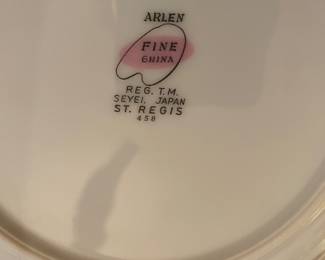 ARLEN
FINE
CHINA
REG. T.M.
SEYEI, JAPAN
ST. REGIS
458